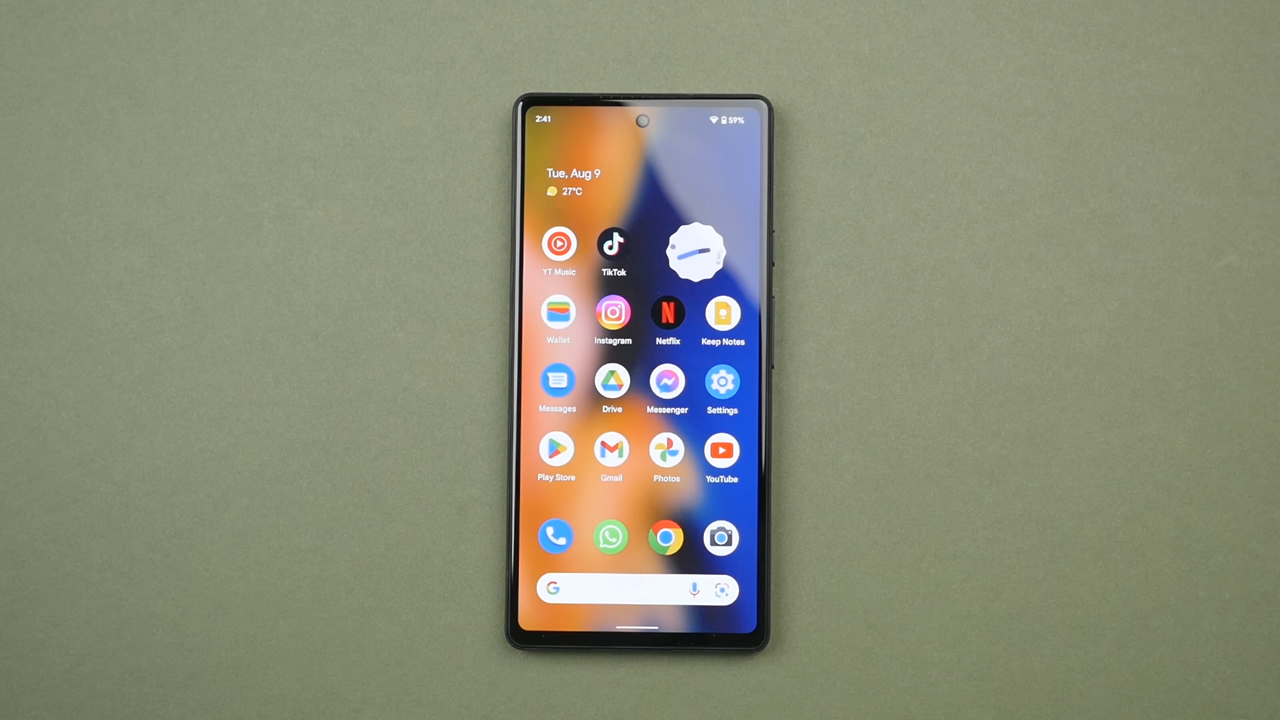 2:41
59%
Tue, Aug 9
27°C
YT Music
TikTok
Wallet
Instagram
Netflix
Keep Notes
Messages
Drive
Messenger
Settings
Play Store
Gmail
Photos
YouTube